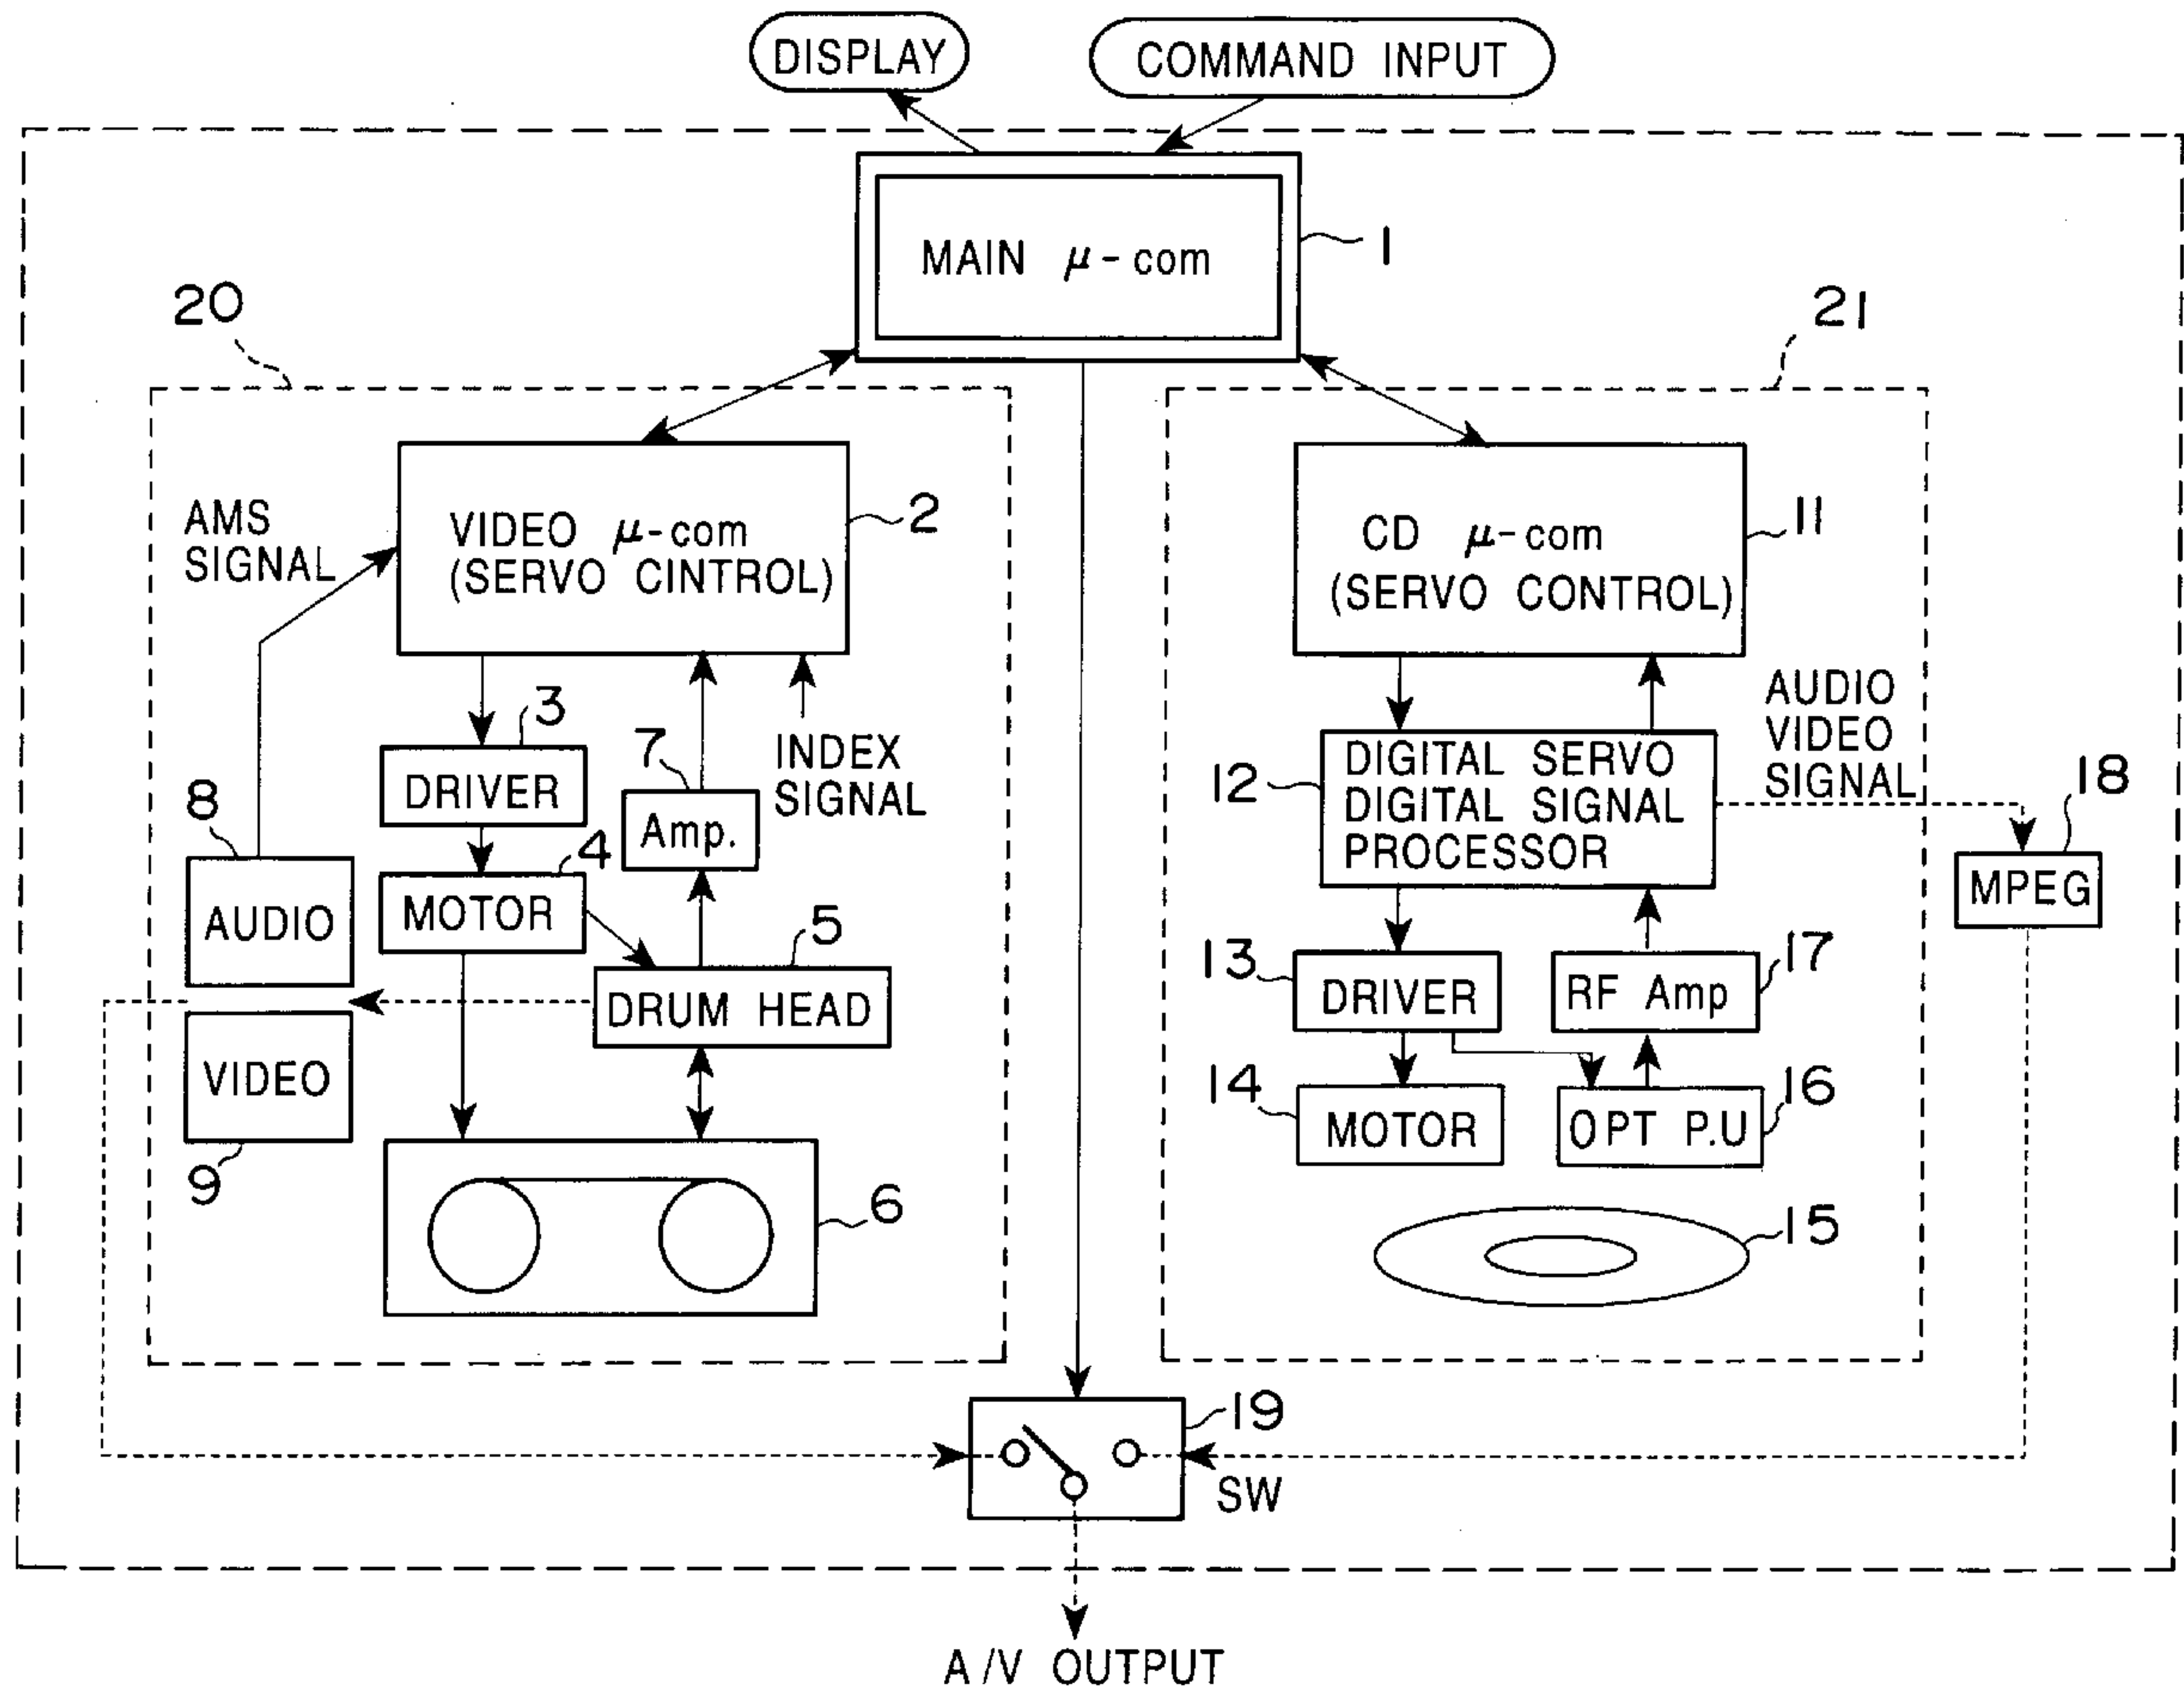 DISPLAY
COMMAND INPUT
MAIN μ-com
1
20
21
AMS
SIGNAL
VIDEO μ-com
(SERVO CINTROL)
2
CD μ-com
(SERVO CONTROL)
11
3
DRIVER
7
Amp.
INDEX
SIGNAL
8
AUDIO
4
MOTOR
5
DRUM HEAD
VIDEO
9
6
12
DIGITAL SERVO
DIGITAL SIGNAL
PROCESSOR
AUDIO
VIDEO
SIGNAL
18
MPEG
13
DRIVER
RF Amp
17
14
MOTOR
OPT P.U
16
15
19
SW
A/V OUTPUT